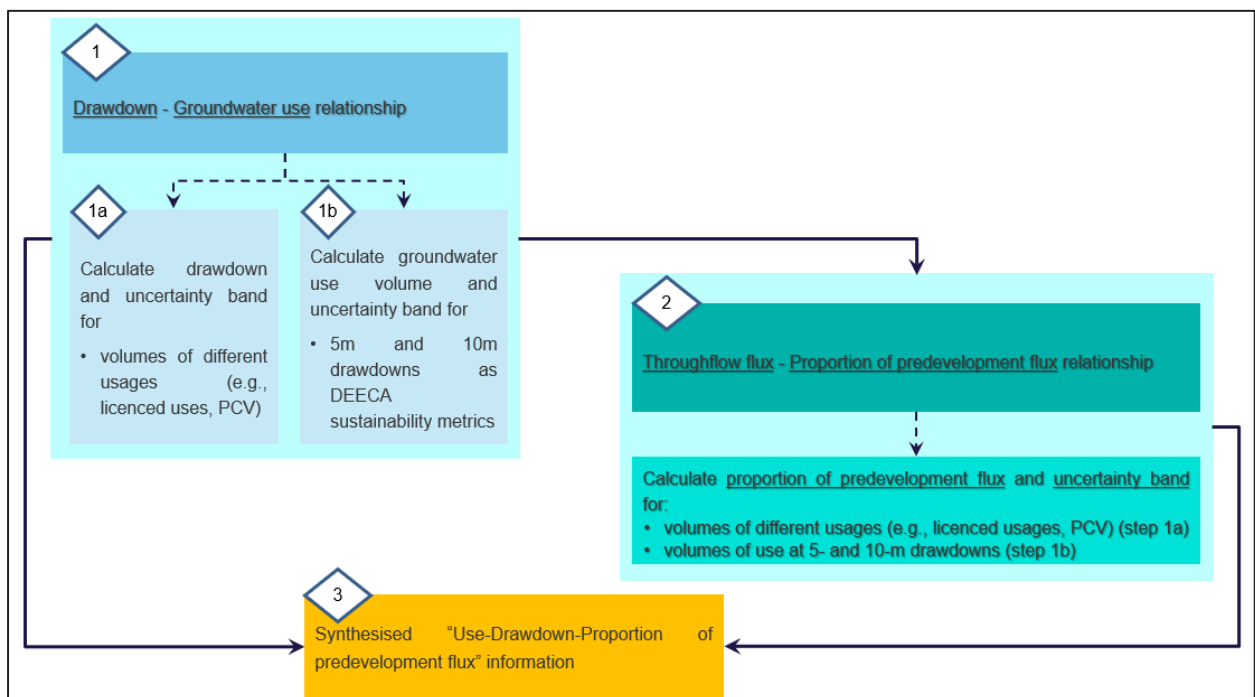 1
Drawdown - Groundwater use relationship
1a
Calculate drawdown
and uncertainty band
for
• volumes of different
usages (e.g.,
licenced uses, PCV)
1b
Calculate groundwater
use volume and
uncertainty band for
• 5m and 10m
drawdowns as
DEECA
sustainability metrics
2
Throughflow flux - Proportion of predevelopment flux relationship
Calculate proportion of predevelopment flux and uncertainty band
for:
• volumes of different usages (e.g., licenced usages, PCV) (step 1a)
• volumes of use at 5- and 10-m drawdowns (step 1b)
3
Synthesised “Use-Drawdown-Proportion of
predevelopment flux” information